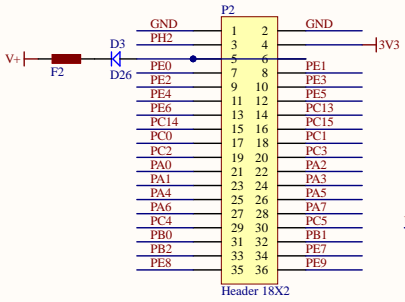 P2
GND 1 2 GND
PH2 3 4 3V3
V+ F2 D3 D26 5 6
PE0 7 8 PE1
PE2 9 10 PE3
PE4 11 12 PE5
PE6 13 14 PC13
PC14 15 16 PC15
PC0 17 18 PC1
PC2 19 20 PC3
PA0 21 22 PA2
PA1 23 24 PA3
PA4 25 26 PA5
PA6 27 28 PA7
PC4 29 30 PC5
PB0 31 32 PB1
PB2 33 34 PE7
PE8 35 36 PE9
Header 18X2